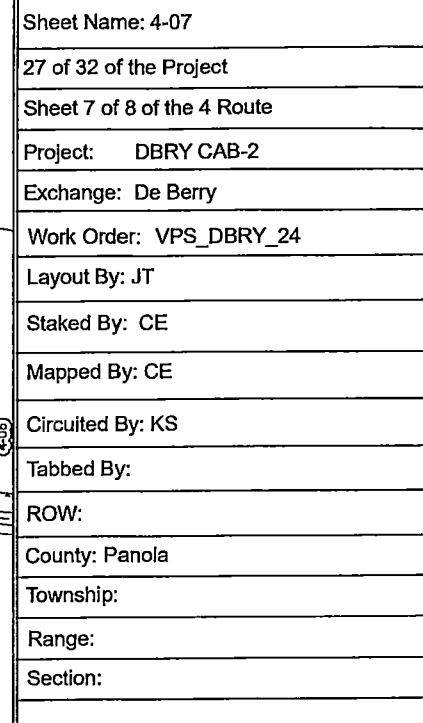 Sheet Name: 4-07
27 of 32 of the Project
Sheet 7 of 8 of the 4 Route
Project: DBRY CAB-2
Exchange: De Berry
Work Order: VPS_DBRY_24
Layout By: JT
Staked By: CE
Mapped By: CE
Circuited By: KS
Tabbed By:
ROW:
County: Panola
Township:
Range:
Section: